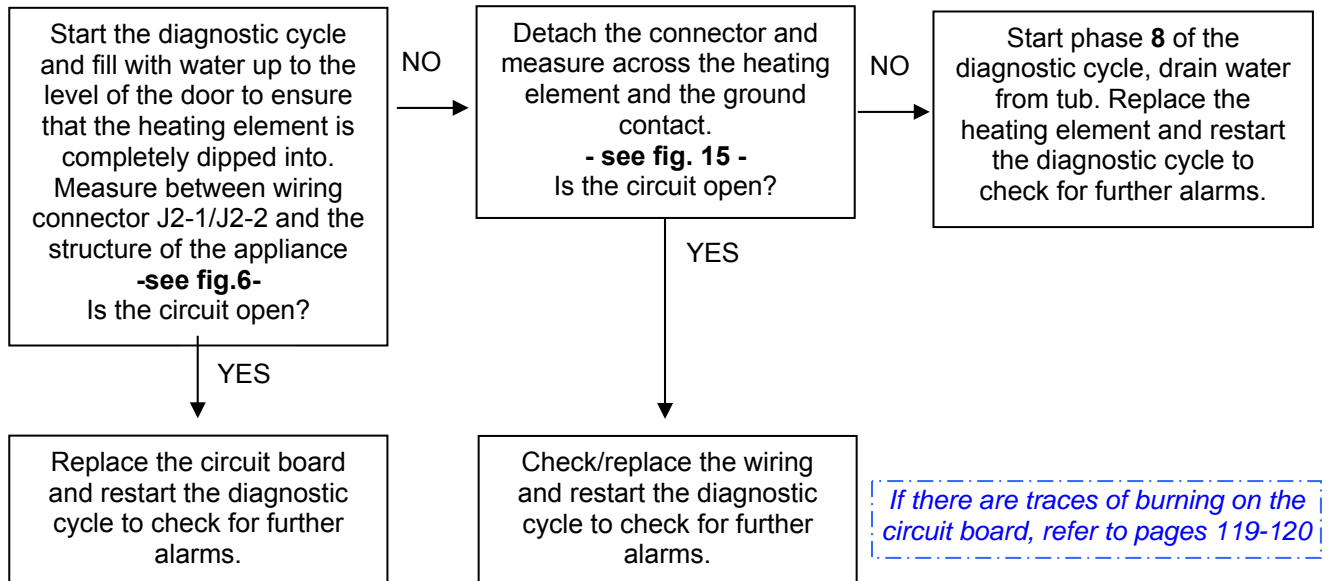 Start the diagnostic cycle
and fill with water up to the
level of the door to ensure
that the heating element is
completely dipped into.
Measure between wiring
connector J2-1/J2-2 and the
structure of the appliance
-see fig.6-
Is the circuit open?
NO
Detach the connector and
measure across the heating
element and the ground
contact.
- see fig. 15 -
Is the circuit open?
NO
Start phase 8 of the
diagnostic cycle, drain water
from tub. Replace the
heating element and restart
the diagnostic cycle to
check for further alarms.
YES
YES
Replace the circuit board
and restart the diagnostic
cycle to check for further
alarms.
Check/replace the wiring
and restart the diagnostic
cycle to check for further
alarms.
If there are traces of burning on the
circuit board, refer to pages 119-120